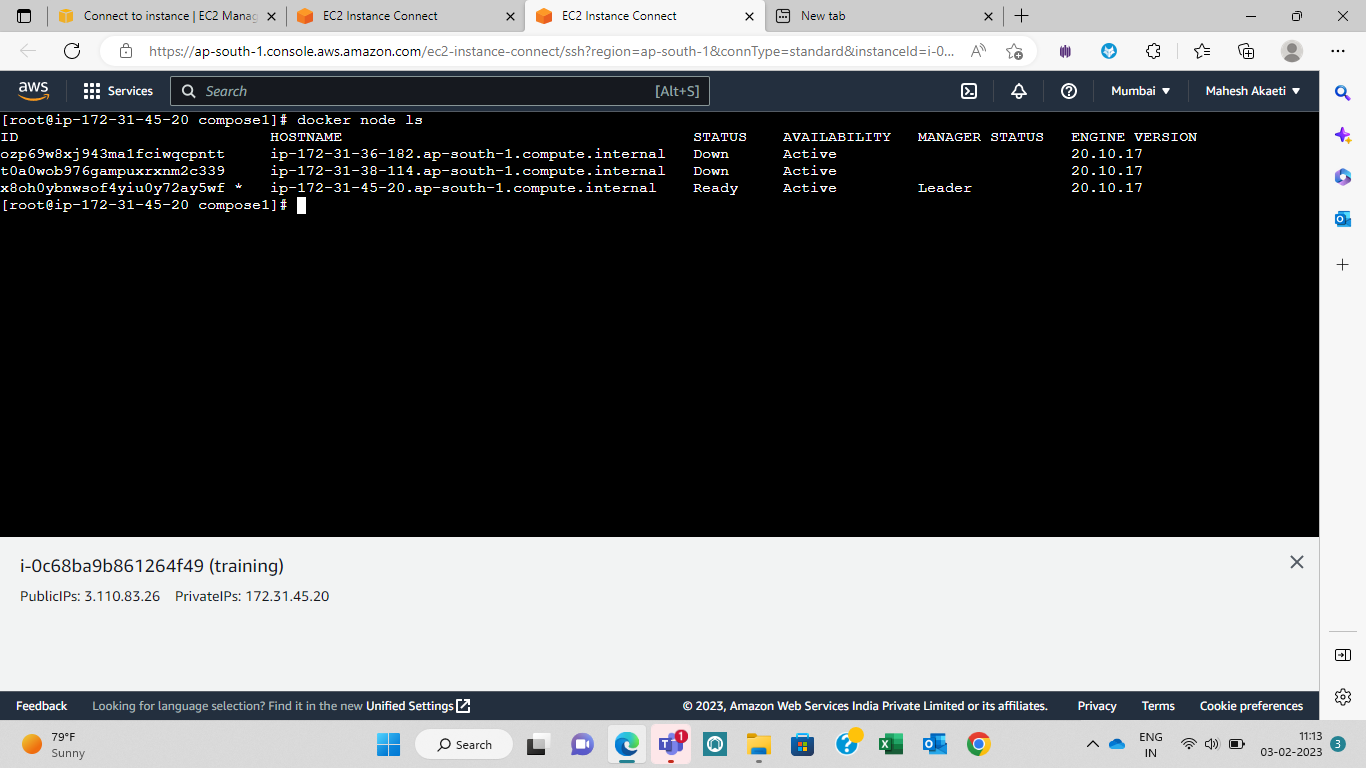 Connect to instance | EC2 Manag
EC2 Instance Connect
EC2 Instance Connect
New tab
https://ap-south-1.console.aws.amazon.com/ec2-instance-connect/ssh?region=ap-south-1&connType=standard&instanceId=i-0...
aws
Services
Search
[Alt+S]
Mumbai
Mahesh Akaeti
[root@ip-172-31-45-20 compose1]# docker node ls
ID HOSTNAME STATUS AVAILABILITY MANAGER STATUS ENGINE VERSION
ozp69w8xj943ma1fciwqcpntt ip-172-31-36-182.ap-south-1.compute.internal Down Active 20.10.17
t0a0wob976gampuxrxnm2c339 ip-172-31-38-114.ap-south-1.compute.internal Down Active 20.10.17
x8oh0ybnwsof4yiu0y72ay5wf * ip-172-31-45-20.ap-south-1.compute.internal Ready Active Leader 20.10.17
[root@ip-172-31-45-20 compose1]#
i-0c68ba9b861264f49 (training)
PublicIPs: 3.110.83.26 PrivateIPs: 172.31.45.20
Feedback
Looking for language selection? Find it in the new Unified Settings
© 2023, Amazon Web Services India Private Limited or its affiliates.
Privacy
Terms
Cookie preferences
79°F
Sunny
Search
1
ENG
IN
11:13
03-02-2023
3